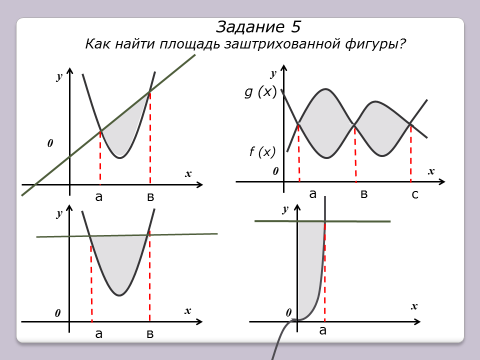 Задание 5
Как найти площадь заштрихованной фигуры?
y
0
x
а
в
y
g (x)
f (x)
0
x
а
в
с
y
0
x
а
в
y
0
x
а